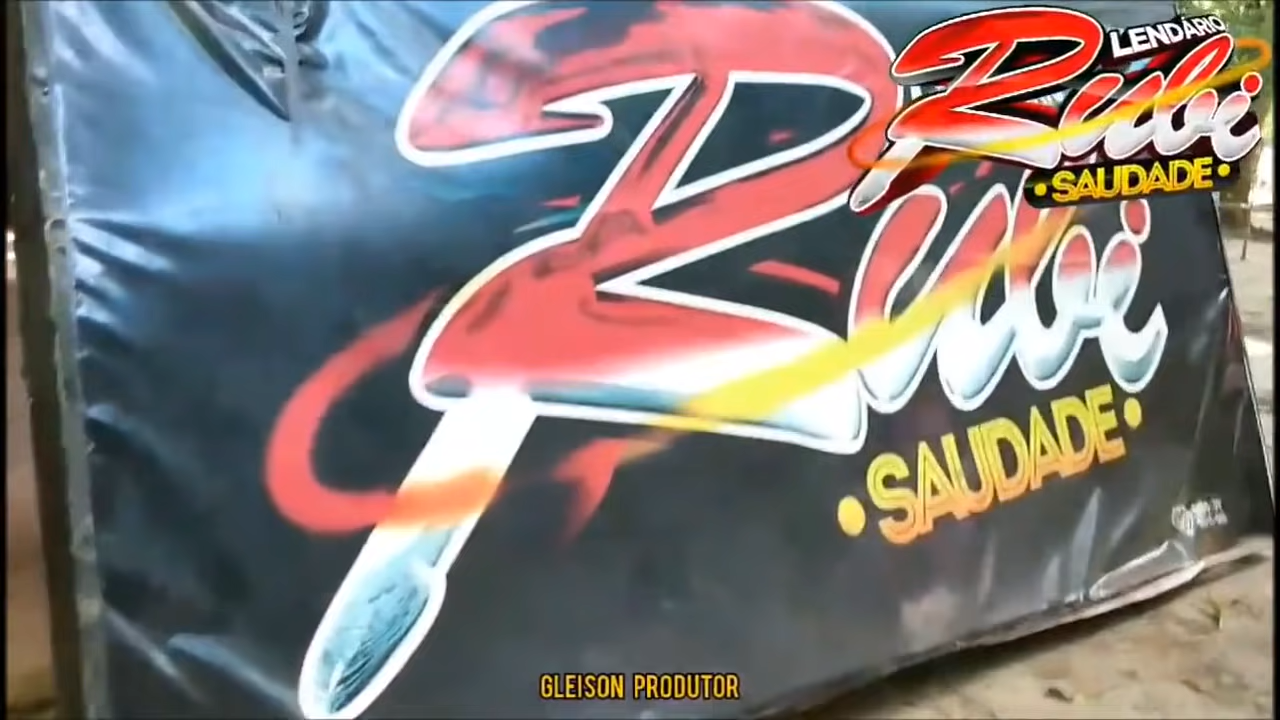 LENDÁRIO
Rubi
• SAUDADE •
Rubi
• SAUDADE •
GLEISON PRODUTOR